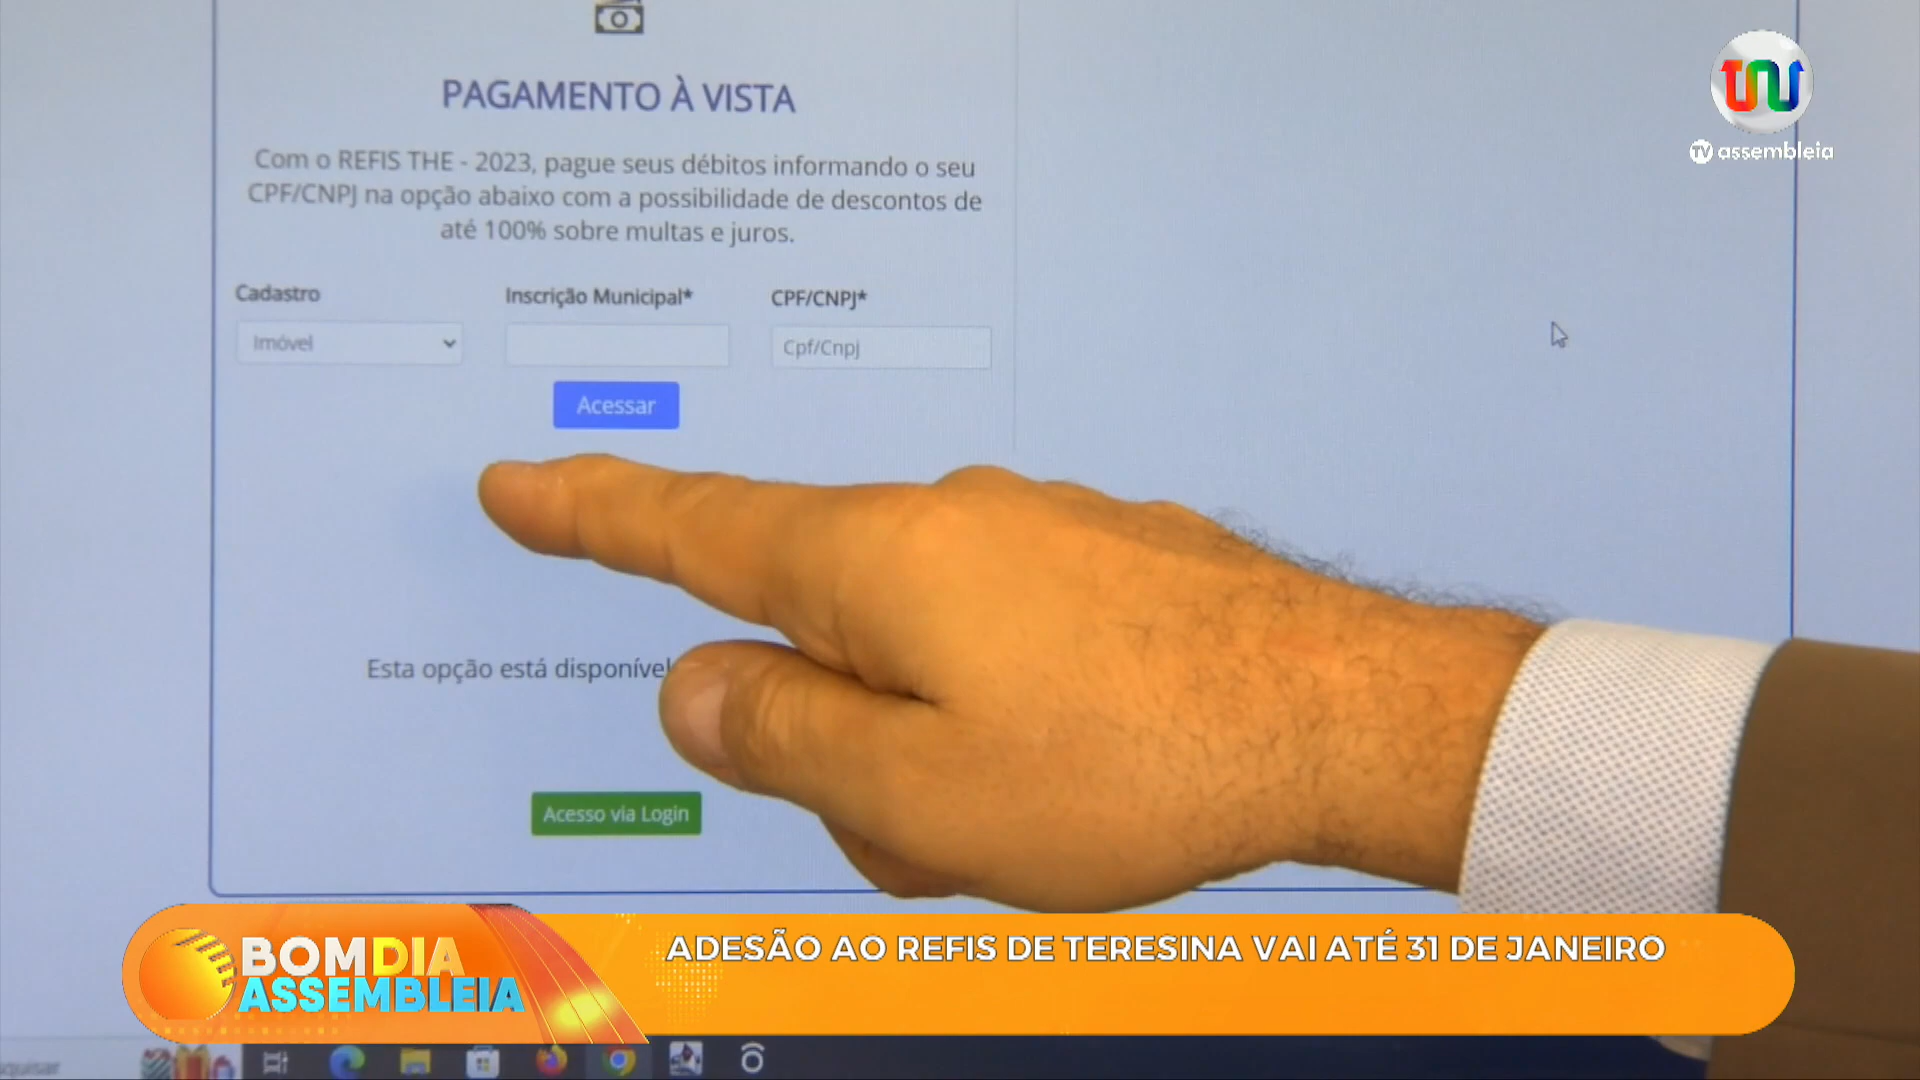 PAGAMENTO À VISTA
Com o REFIS THE - 2023, pague seus débitos informando o seu
CPF/CNPJ na opção abaixo com a possibilidade de descontos de
até 100% sobre multas e juros.
Cadastro
Inscrição Municipal*
CPF/CNPJ*
Imóvel
Cpf/Cnpj
Acessar
Esta opção está disponível
Acesso via Login
TV assembleia
BOM DIA
ASSEMBLEIA
ADESÃO AO REFIS DE TERESINA VAI ATÉ 31 DE JANEIRO